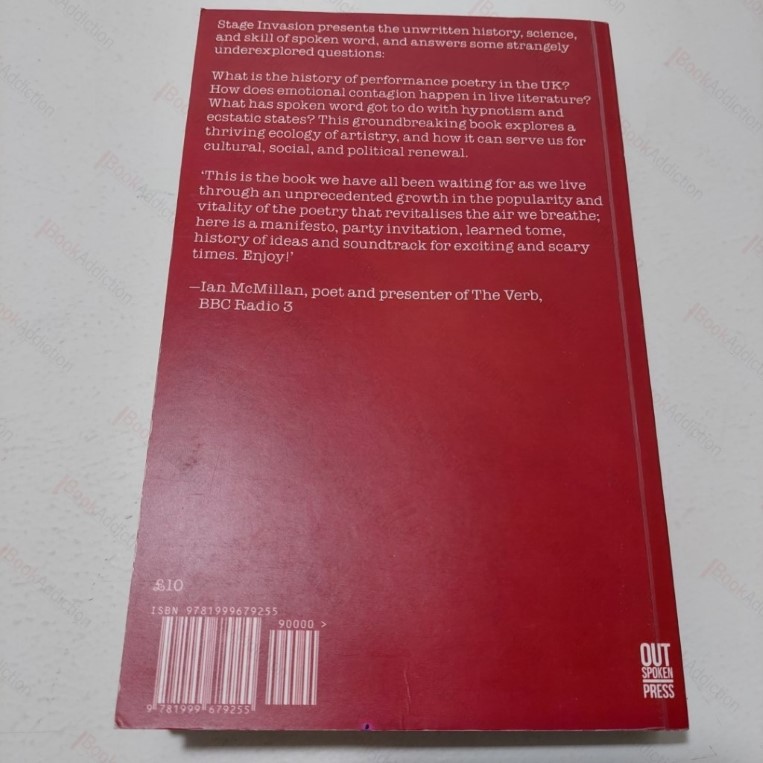 Stage Invasion presents the unwritten history, science,
and skill of spoken word, and answers some strangely
underexplored questions:
What is the history of performance poetry in the UK?
How does emotional contagion happen in live literature?
What has spoken word got to do with hypnotism and
ecstatic states? This groundbreaking book explores a
thriving ecology of artistry, and how it can serve us for
cultural, social, and political renewal.
‘This is the book we have all been waiting for as we live
through an unprecedented growth in the popularity and
vitality of the poetry that revitalises the air we breathe;
here is a manifesto, party invitation, learned tome,
history of ideas and soundtrack for exciting and scary
times. Enjoy!’
—Ian McMillan, poet and presenter of The Verb,
BBC Radio 3
£10
ISBN 9781999679255
90000 >
9 781999 679255
OUT
SPOKEN
PRESS
BookAddiction